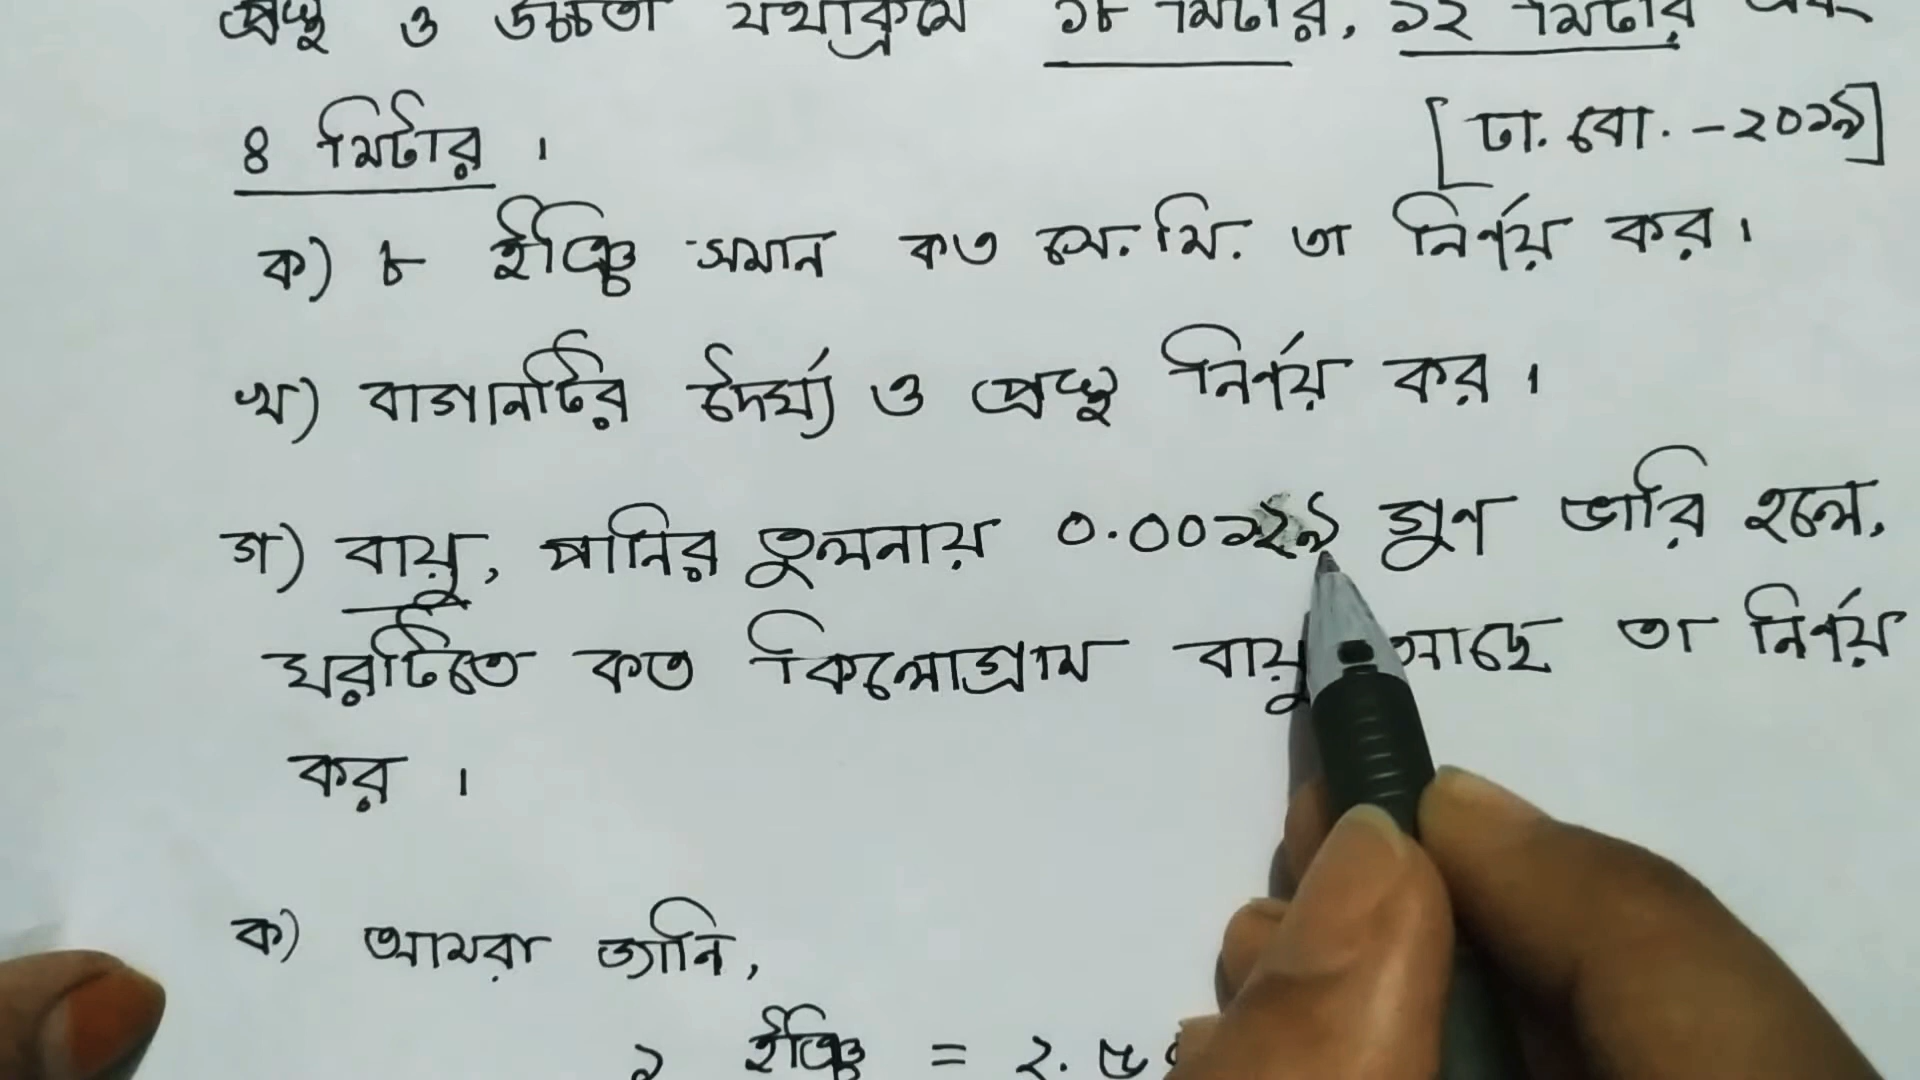 প্রস্থ ও উচ্চতা যথাক্রমে ১৮ মিটার, ১২ মিটার এবং
৪ মিটার ।
[ঢা. বো. - ২০১৯]
ক) ৮ ইঞ্চি সমান কত সে. মি. তা নির্ণয় কর ।
খ) বাগানটির দৈর্ঘ্য ও প্রস্থ নির্ণয় কর ।
গ) বায়ু, পানির তুলনায় ০.০০১২৯ গুণ ভারি হলে,
ঘরটিতে কত কিলোগ্রাম বায়ু আছে তা নির্ণয়
কর ।
ক) আমরা জানি,
১ ইঞ্চি = ২.৫